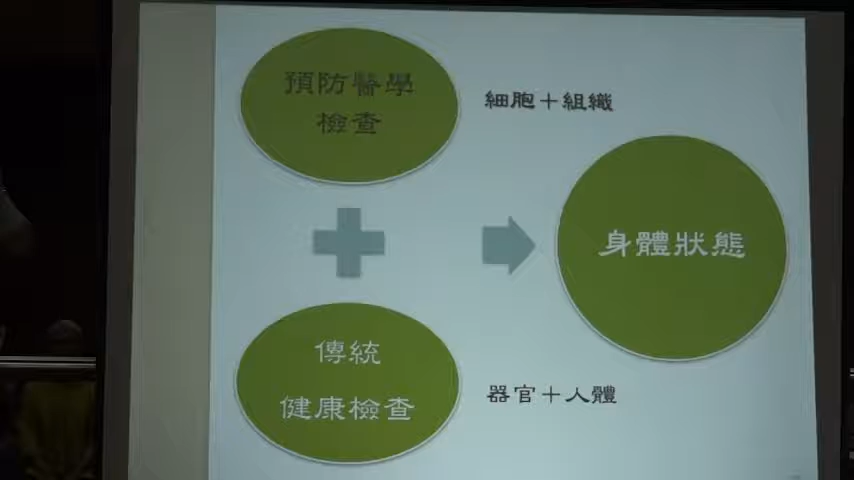 預防醫學
檢查
細胞＋組織
身體狀態
傳統
健康檢查
器官＋人體